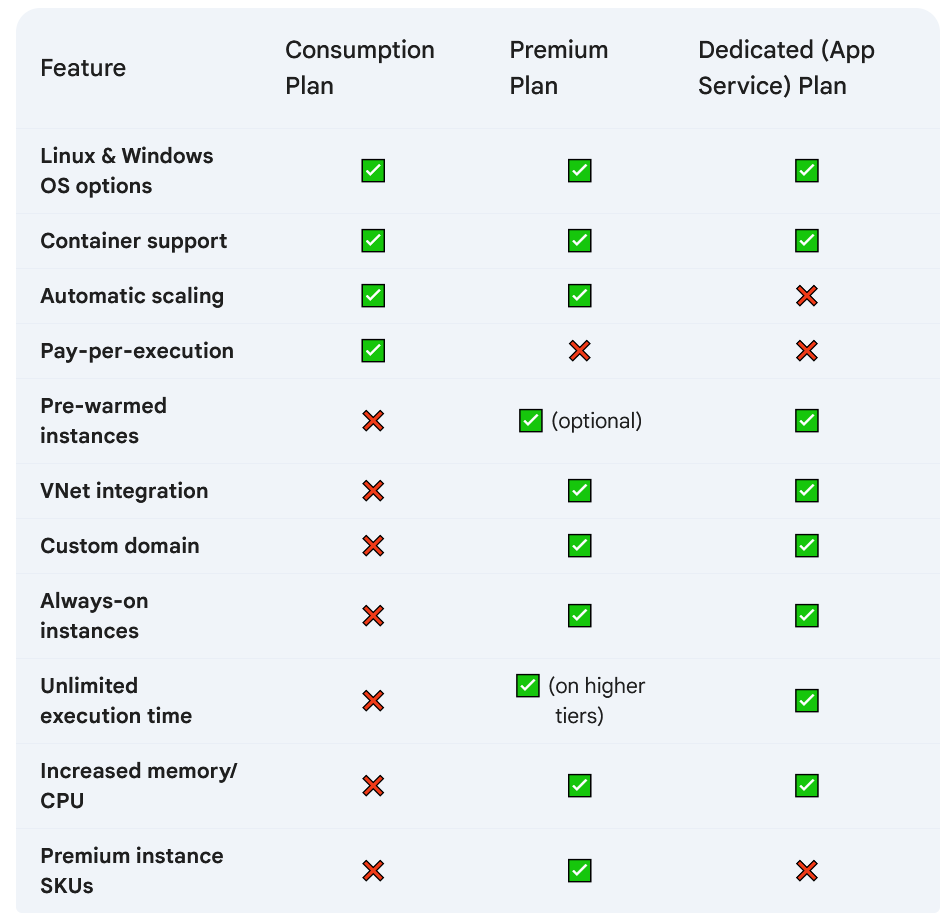 Feature
Consumption
Plan
Premium
Plan
Dedicated (App
Service) Plan
Linux & Windows
OS options
Container support
Automatic scaling
Pay-per-execution
Pre-warmed
instances
(optional)
VNet integration
Custom domain
Always-on
instances
Unlimited
execution time
(on higher
tiers)
Increased memory/
CPU
Premium instance
SKUs